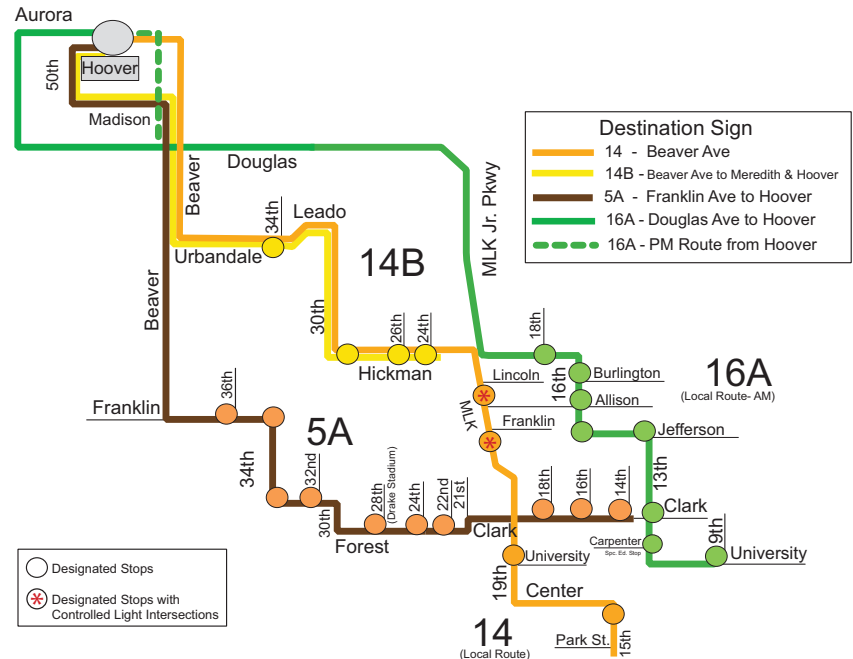 Aurora
Hoover
50th
Madison
Beaver
Douglas
MLK Jr. Pkwy
Destination Sign
14 - Beaver Ave
14B - Beaver Ave to Meredith & Hoover
5A - Franklin Ave to Hoover
16A - Douglas Ave to Hoover
16A - PM Route from Hoover
34th
Leado
Urbandale
14B
Beaver
30th
26th
24th
Hickman
18th
16th
Burlington
Lincoln
Allison
16A
(Local Route- AM)
MLK
Franklin
Jefferson
13th
Franklin
36th
5A
34th
32nd
30th
28th
(Drake Stadium)
24th
22nd
21st
Forest
Clark
18th
16th
14th
Clark
Carpenter
Spc. Ed. Stop
9th
University
University
19th
Center
14
(Local Route)
Park St.
15th
Designated Stops
Designated Stops with
Controlled Light Intersections